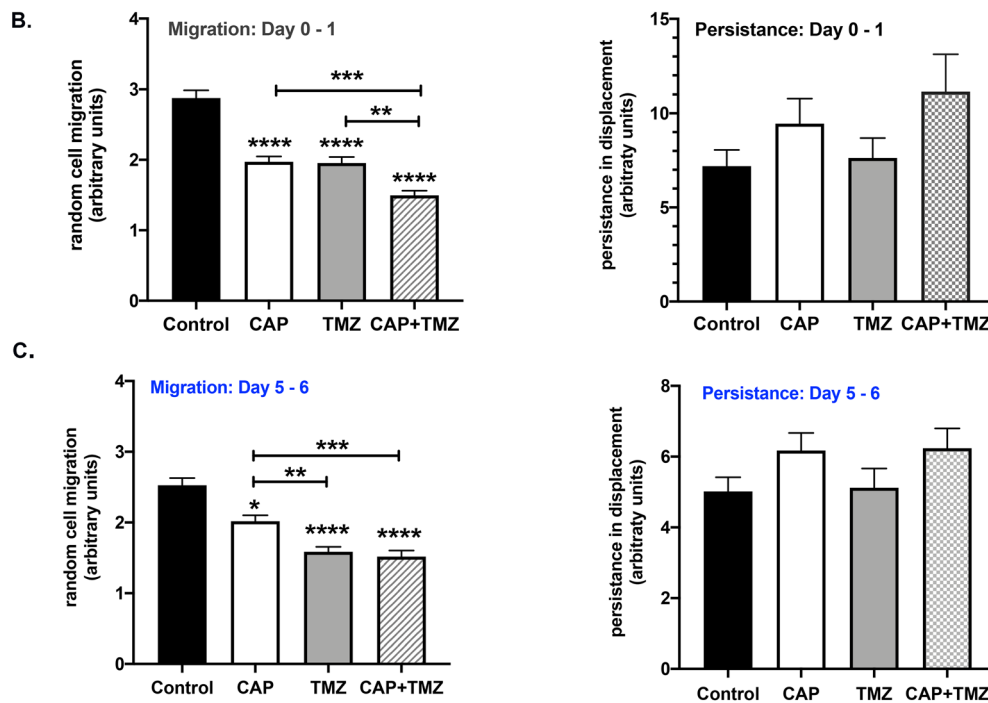 B.
Migration: Day 0 - 1
random cell migration
(arbitrary units)
4
3
2
1
0
***
**
****
****
****
Control CAP TMZ CAP+TMZ
Persistance: Day 0 - 1
persistance in displacement
(arbitraty units)
15
10
5
0
Control CAP TMZ CAP+TMZ
C.
Migration: Day 5 - 6
random cell migration
(arbitrary units)
4
3
2
1
0
***
**
*
****
****
Control CAP TMZ CAP+TMZ
Persistance: Day 5 - 6
persistance in displacement
(arbitraty units)
8
6
4
2
0
Control CAP TMZ CAP+TMZ